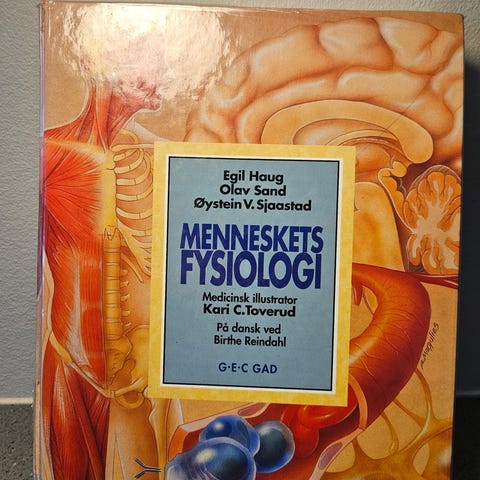 Egil Haug
Olav Sand
Øystein V. Sjaastad
MENNESKETS
FYSIOLOGI
Medicinsk illustrator
Kari C. Toverud
På dansk ved
Birthe Reindahl
G·E·C GAD